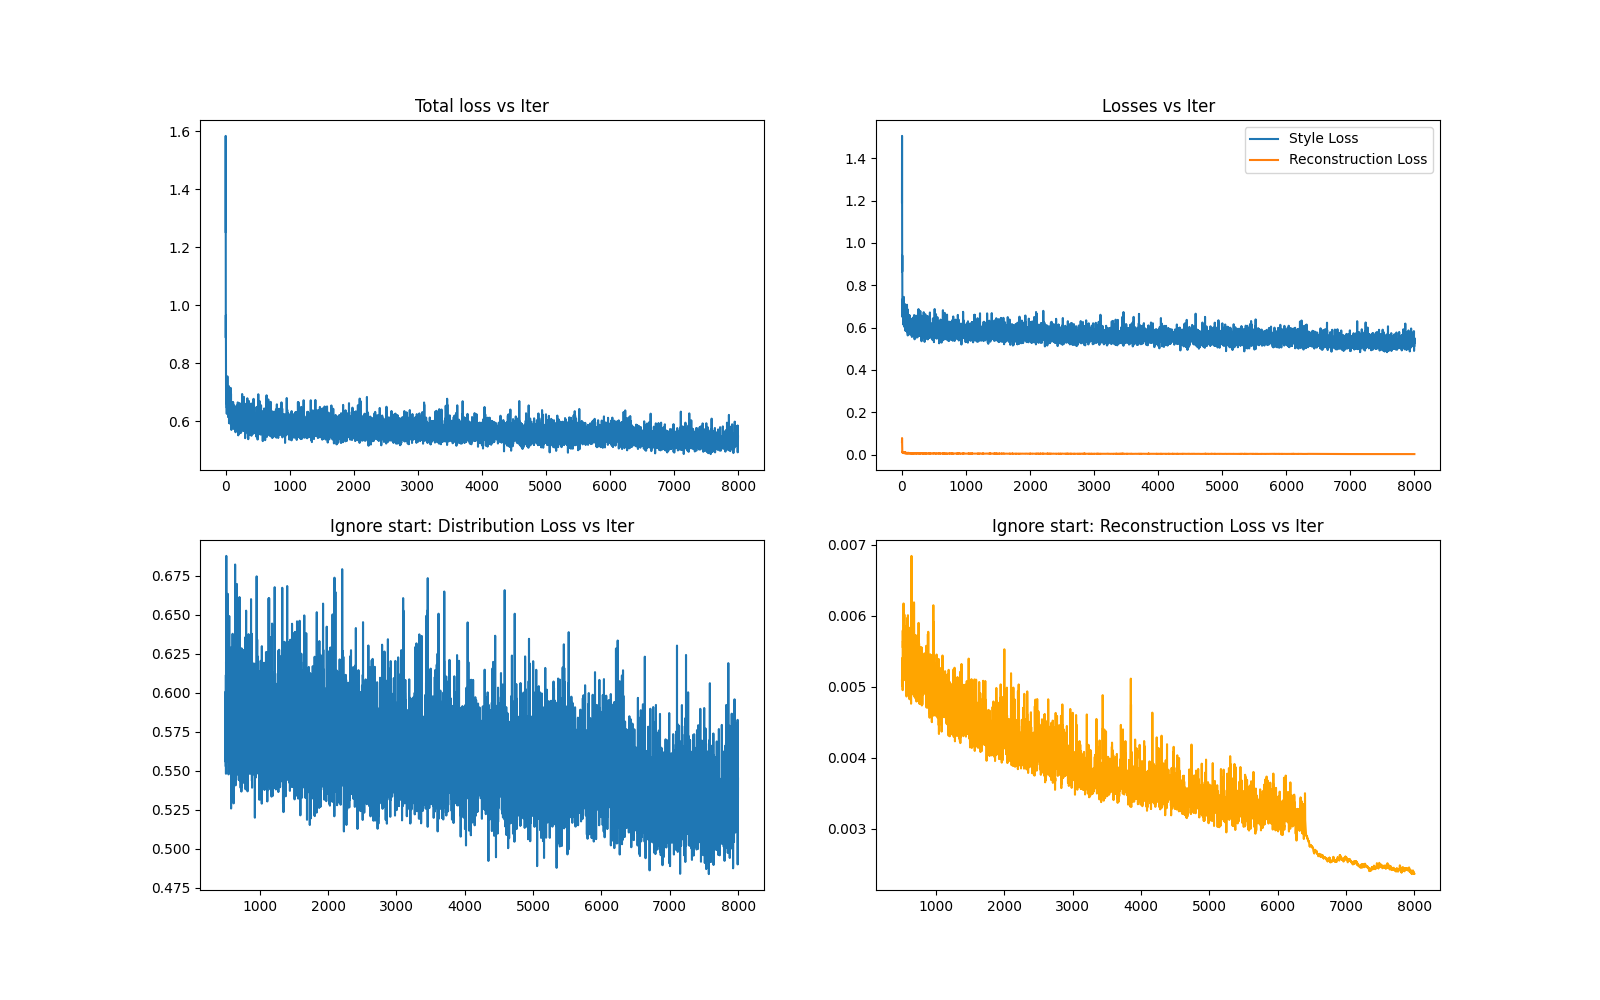 Total loss vs Iter
1.6
1.4
1.2
1.0
0.8
0.6
0 1000 2000 3000 4000 5000 6000 7000 8000
Losses vs Iter
Style Loss
Reconstruction Loss
1.4
1.2
1.0
0.8
0.6
0.4
0.2
0.0
0 1000 2000 3000 4000 5000 6000 7000 8000
Ignore start: Distribution Loss vs Iter
0.675
0.650
0.625
0.600
0.575
0.550
0.525
0.500
0.475
1000 2000 3000 4000 5000 6000 7000 8000
Ignore start: Reconstruction Loss vs Iter
0.007
0.006
0.005
0.004
0.003
1000 2000 3000 4000 5000 6000 7000 8000